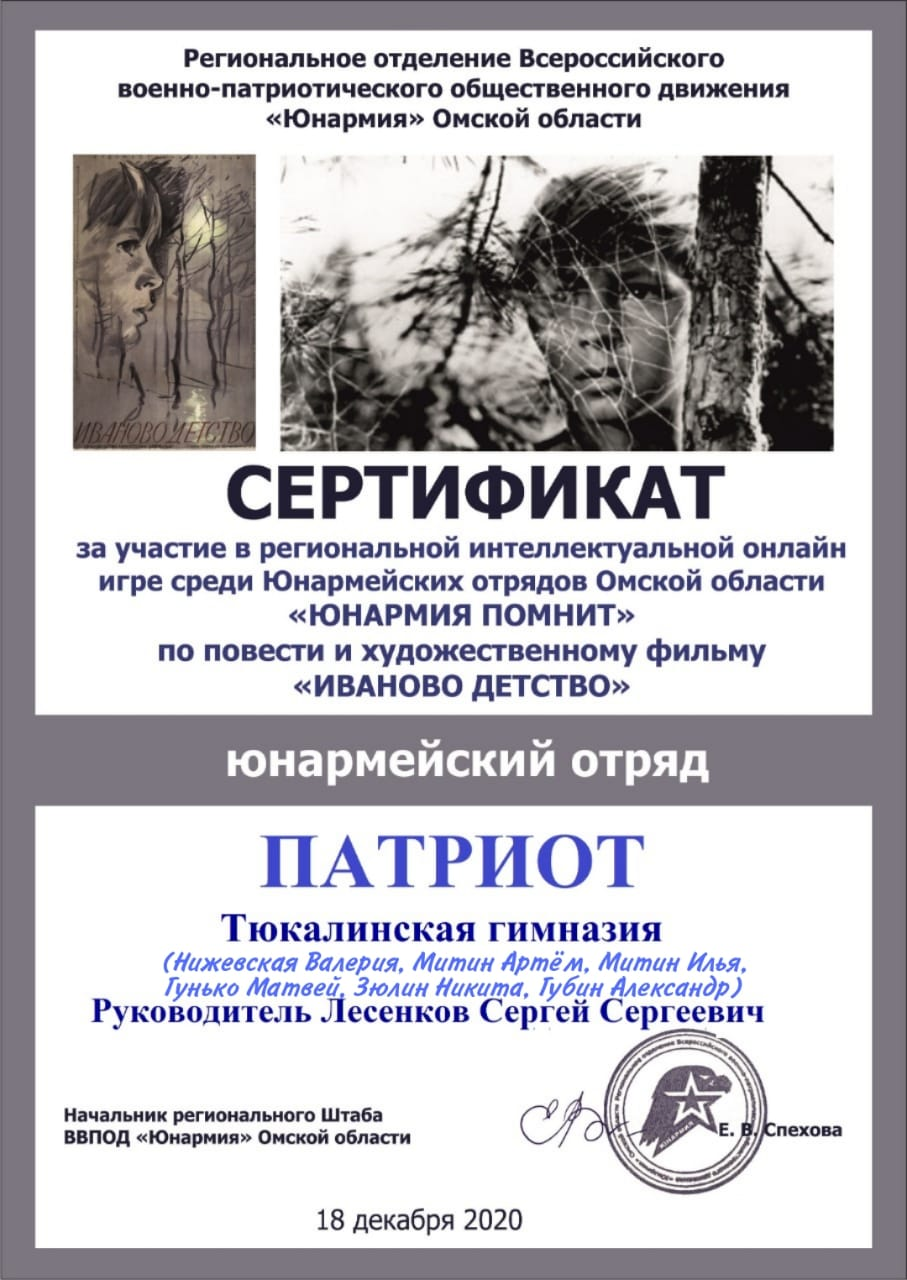 Региональное отделение Всероссийского
военно-патриотического общественного движения
«Юнармия» Омской области
ИВАНОВО ДЕТСТВО
СЕРТИФИКАТ
за участие в региональной интеллектуальной онлайн
игре среди Юнармейских отрядов Омской области
«ЮНАРМИЯ ПОМНИТ»
по повести и художественному фильму
«ИВАНОВО ДЕТСТВО»
юнармейский отряд
ПАТРИОТ
Тюкалинская гимназия
(Нижевская Валерия, Митин Артём, Митин Илья,
Гунько Матвей, Зюлин Никита, Губин Александр)
Руководитель Лесенков Сергей Сергеевич
Начальник регионального Штаба
ВВПОД «Юнармия» Омской области
Е. В. Спехова
ЮНАРМИЯ
18 декабря 2020